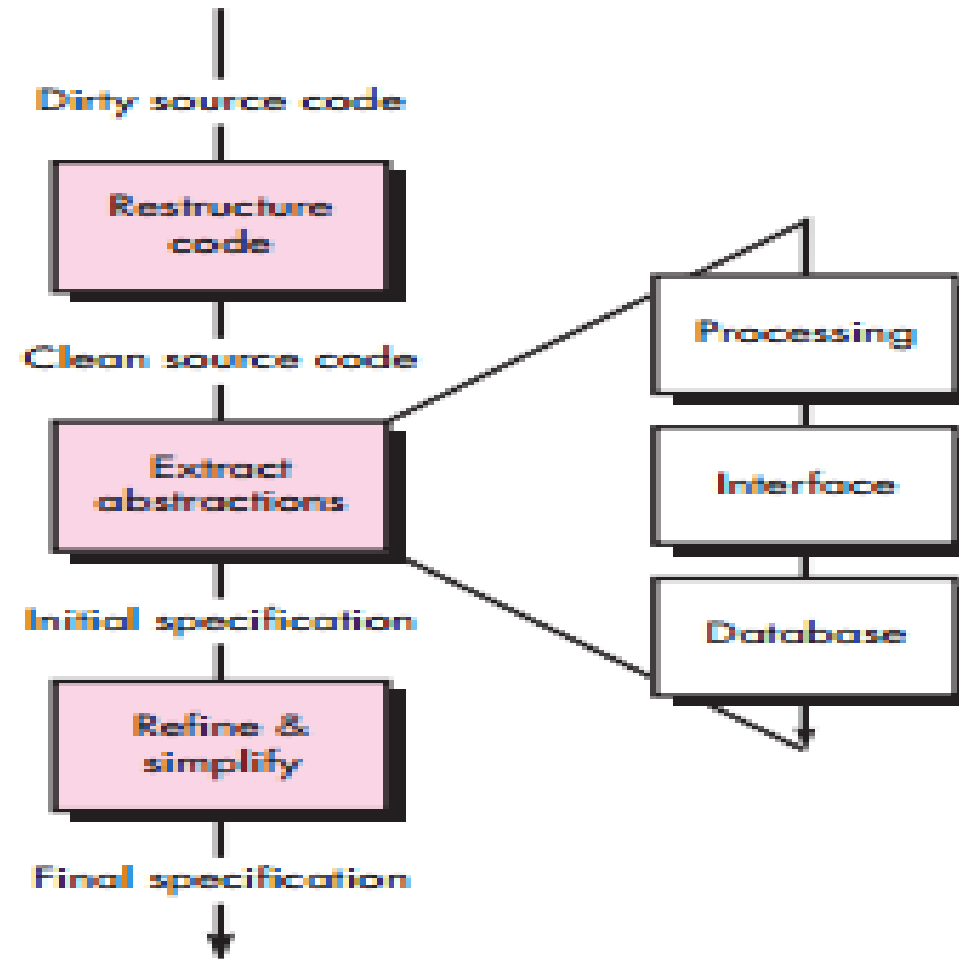 Dirty source code
Restructure
code
Clean source code
Extract
abstractions
Initial specification
Refine &
simplify
Final specification
Processing
Interface
Database